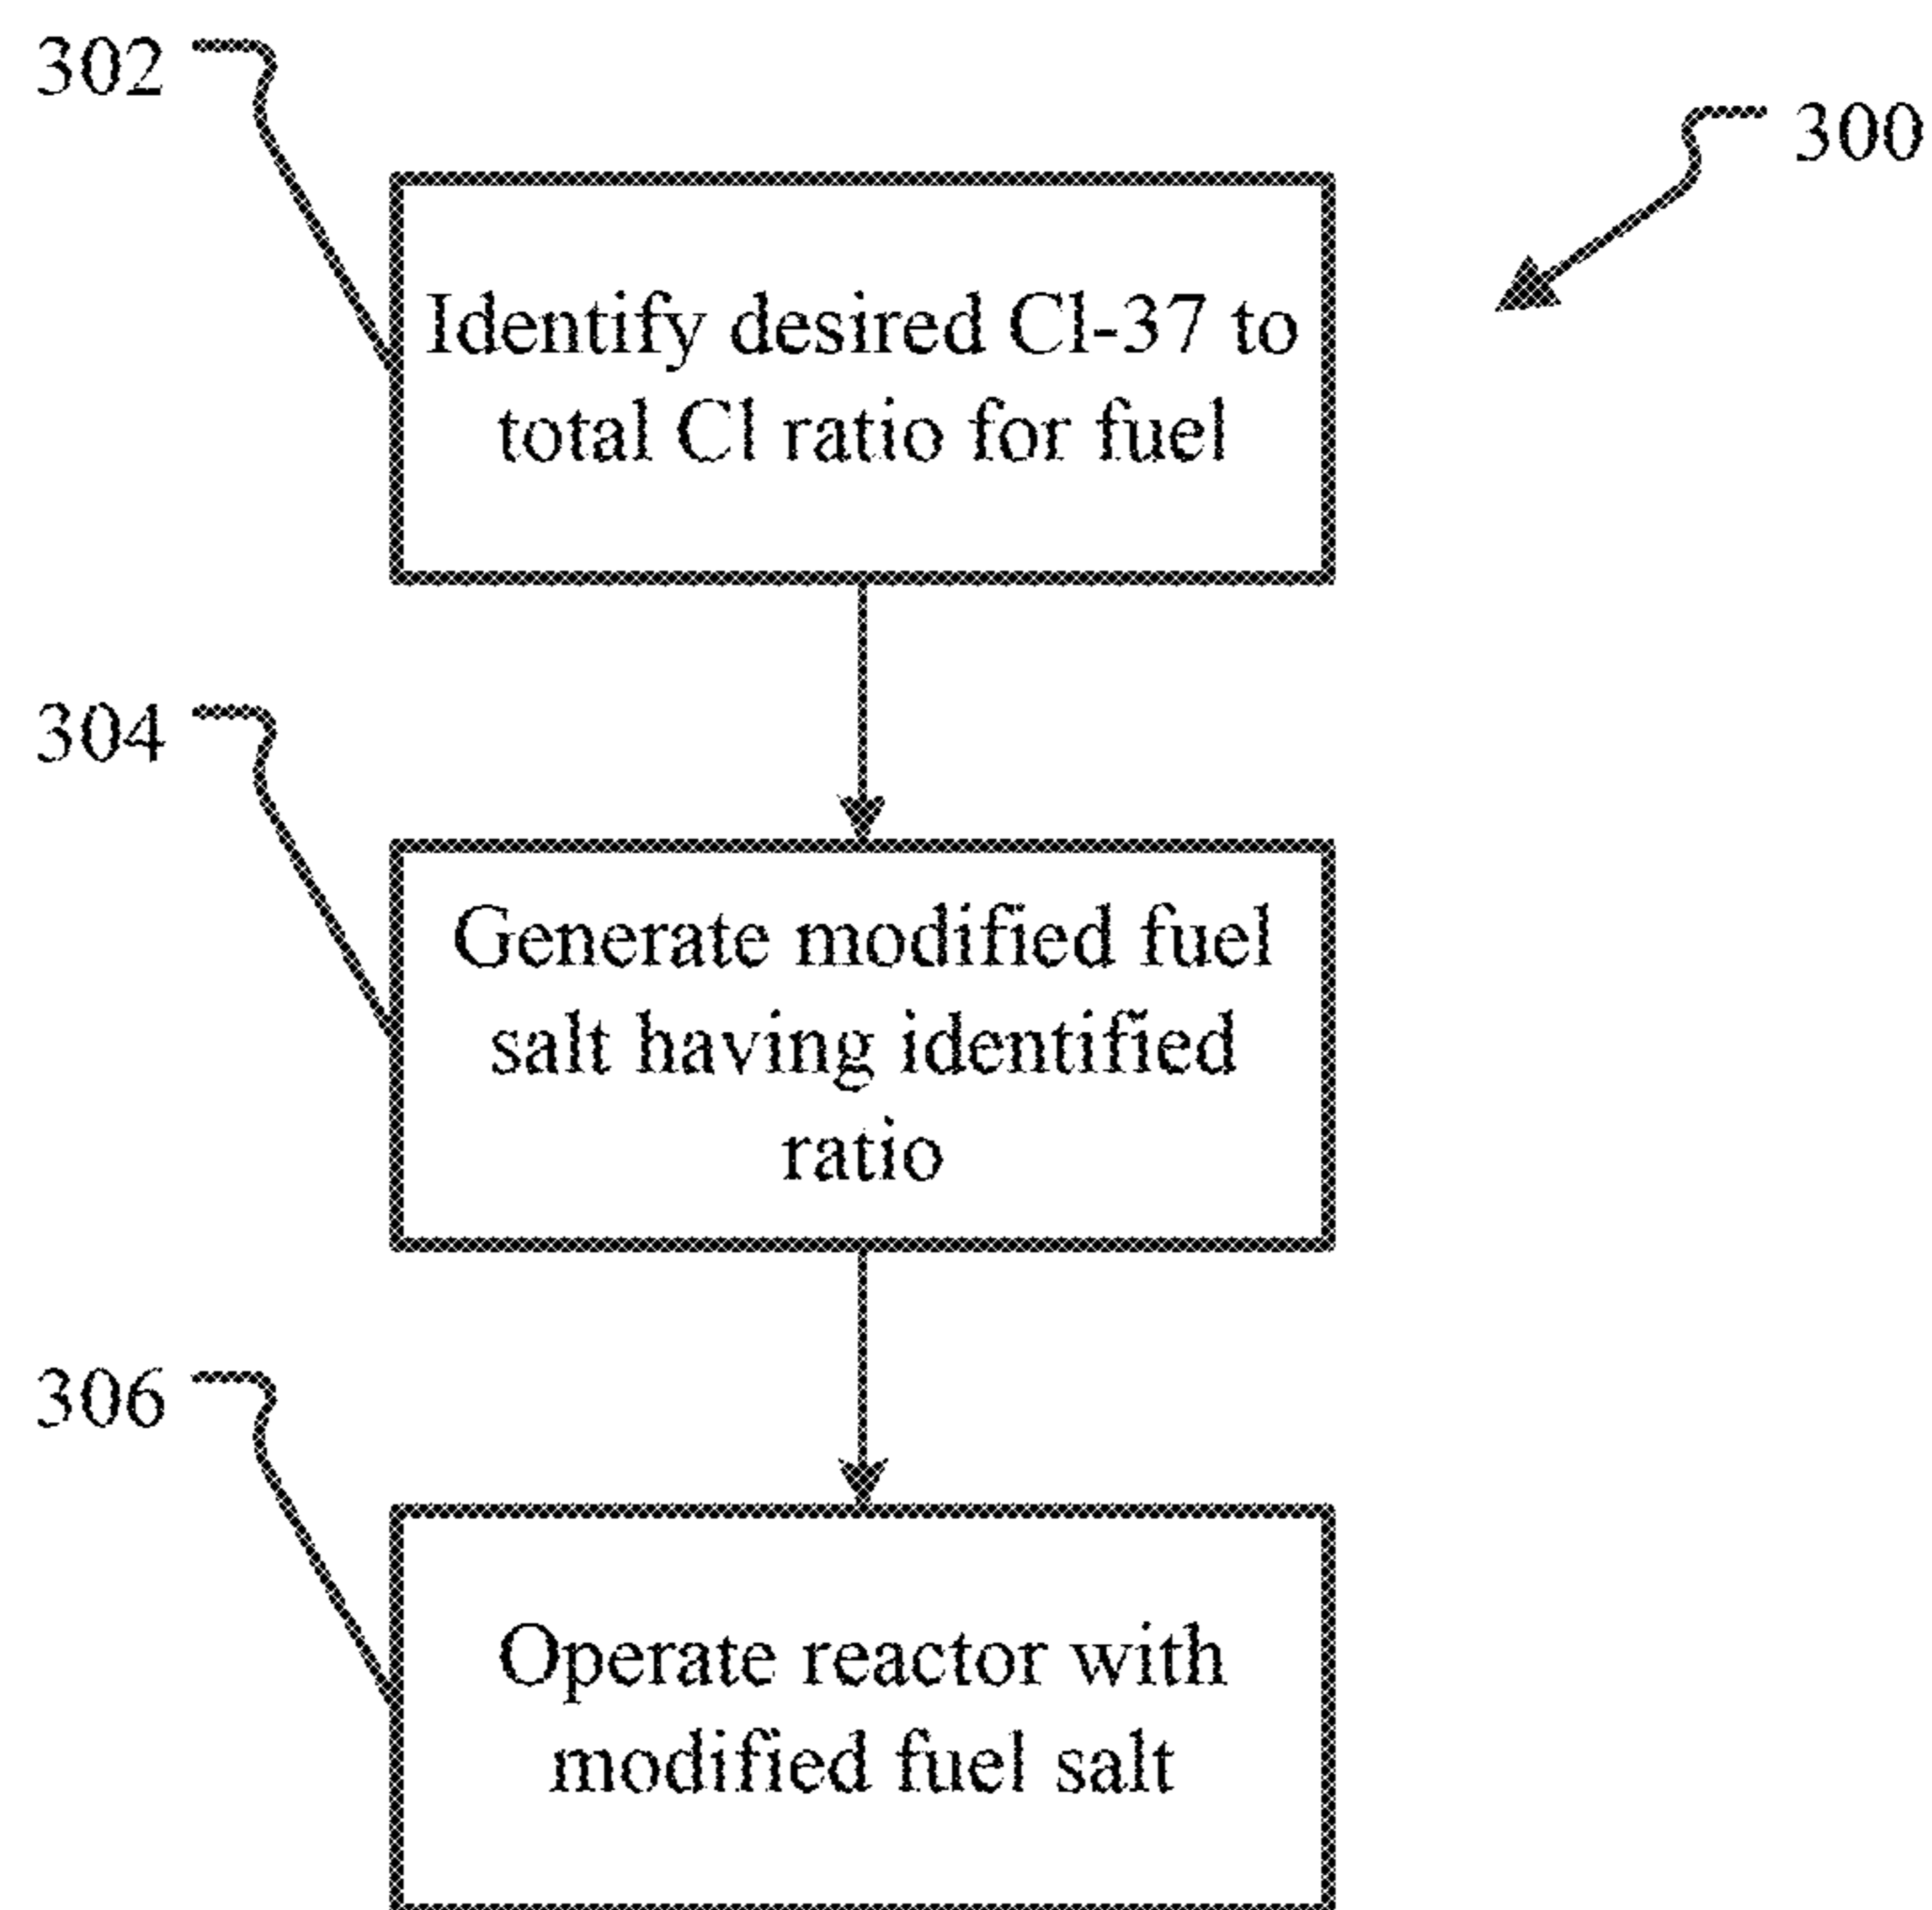 302
300
Identify desired Cl-37 to
total Cl ratio for fuel
304
Generate modified fuel
salt having identified
ratio
306
Operate reactor with
modified fuel salt